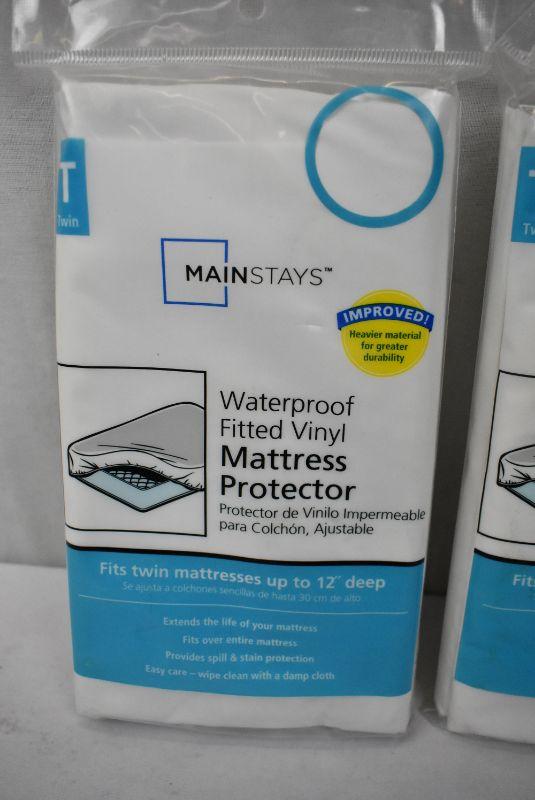 T
Twin
MAINSTAYS™
IMPROVED!
Heavier material
for greater
durability
Waterproof
Fitted Vinyl
Mattress
Protector
Protector de Vinilo Impermeable
para Colchón, Ajustable
Fits twin mattresses up to 12" deep
Se ajusta a colchones sencillas de hasta 30 cm de alto
Extends the life of your mattress
Fits over entire mattress
Provides spill & stain protection
Easy care – wipe clean with a damp cloth
Tw
Fit